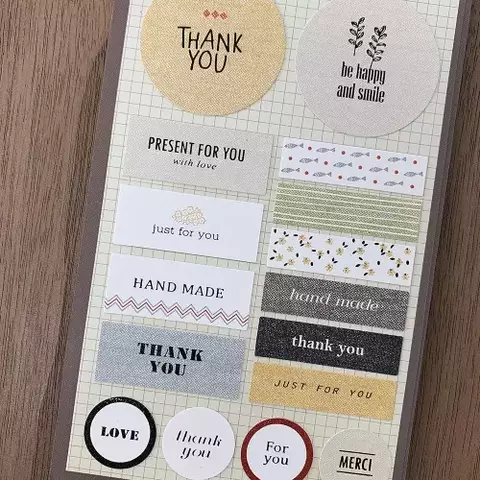 THANK
YOU
be happy
and smile
PRESENT FOR YOU
with love
just for you
HAND MADE
hand made
THANK
YOU
thank you
JUST FOR YOU
LOVE
thank
you
For
you
MERCI